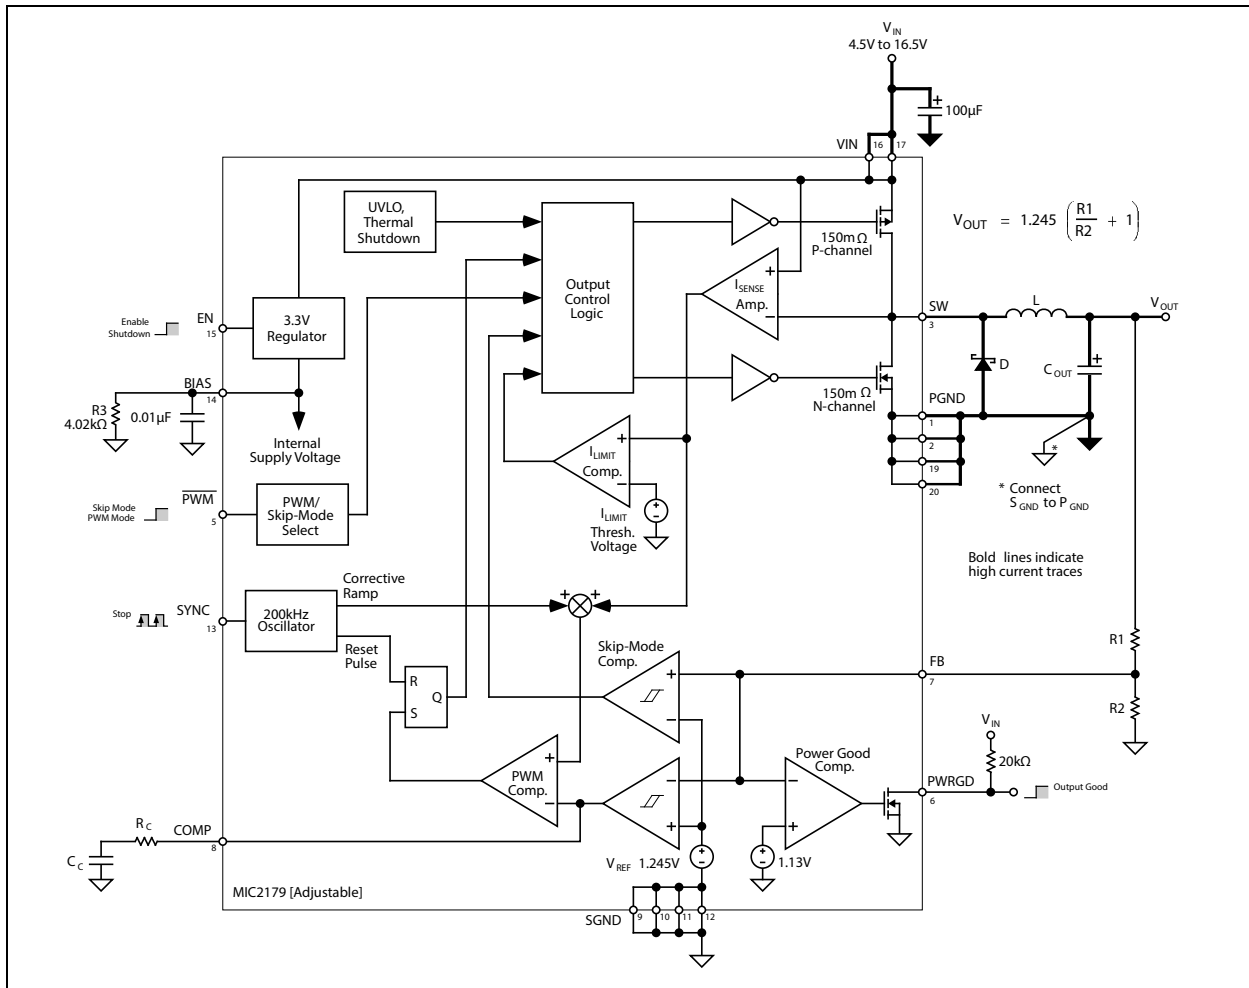 V IN
4.5V to 16.5V
100µF
VIN
16
17
UVLO,
Thermal
Shutdown
Output
Control
Logic
150m Ω
P-channel
V OUT = 1.245 ( R1 / R2 + 1 )
I SENSE
Amp.
+
−
Enable
Shutdown
EN
15
3.3V
Regulator
SW
3
L
V OUT
+
D
C OUT
BIAS
14
R3
4.02kΩ
0.01µF
Internal
Supply Voltage
150m Ω
N-channel
PGND
1
2
19
20
*
* Connect
S GND to P GND
I LIMIT
Comp.
+
−
I LIMIT
Thresh.
Voltage
+
−
Skip Mode
PWM Mode
PWM
5
PWM/
Skip-Mode
Select
Bold lines indicate
high current traces
Stop
SYNC
13
200kHz
Oscillator
Corrective
Ramp
Reset
Pulse
+
+
R
S
Q
Skip-Mode
Comp.
+
−
FB
7
R1
R2
PWM
Comp.
+
−
−
+
Power Good
Comp.
−
+
V IN
20kΩ
PWRGD
6
Output Good
R C
C C
COMP
8
V REF 1.245V
+
−
+
−
1.13V
MIC2179 [Adjustable]
SGND
9
10
11
12
+